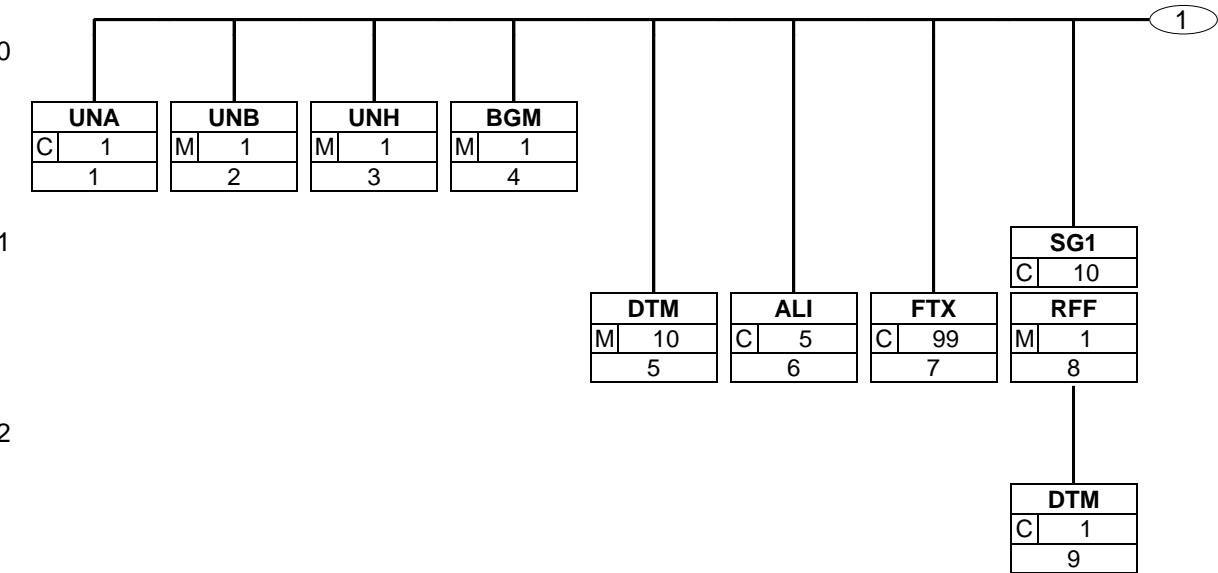 1
0
UNA UNB UNH BGM
C 1 M 1 M 1 M 1
1 2 3 4
1
SG1
C 10
DTM ALI FTX RFF
M 10 C 5 C 99 M 1
5 6 7 8
2
DTM
C 1
9